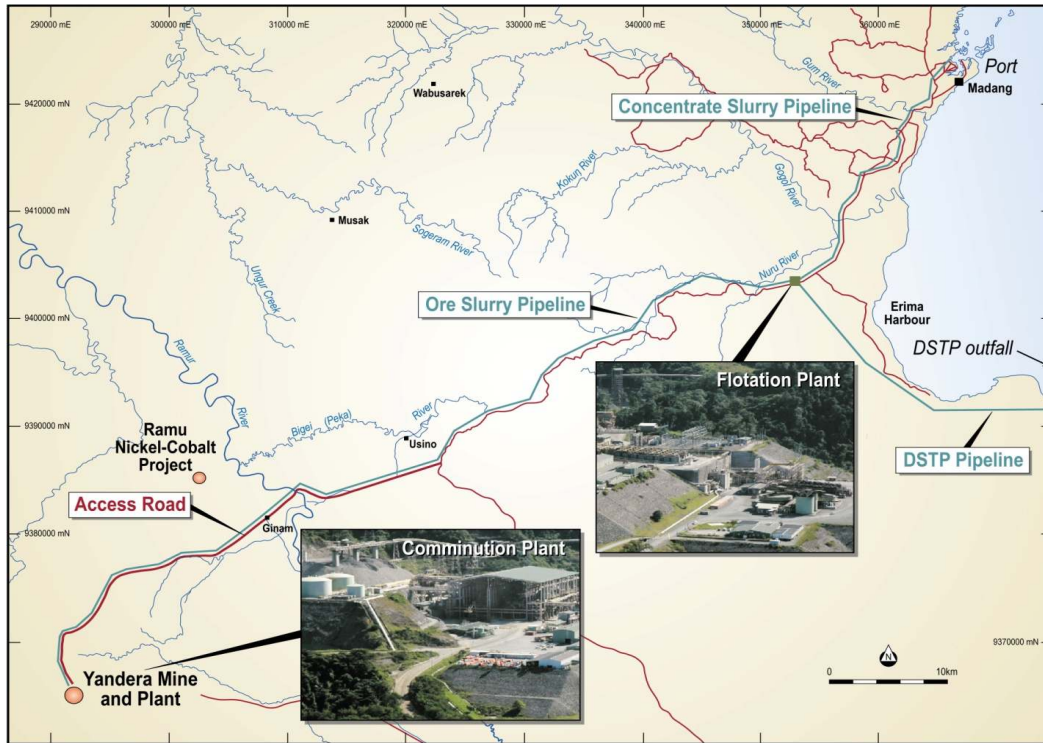 290000 mE
300000 mE
310000 mE
320000 mE
330000 mE
340000 mE
350000 mE
360000 mE
9420000 mN
9410000 mN
9400000 mN
9390000 mN
9380000 mN
9370000 mN
Wabusarek
Gum River
Port
Madang
Concentrate Slurry Pipeline
Kokun River
Gogol River
Musak
Sogeram River
Ungur Creek
Nuru River
Ore Slurry Pipeline
Erima
Harbour
DSTP outfall
Ramur
River
Flotation Plant
Bigei (Peka) River
Usino
Ramu
Nickel-Cobalt
Project
DSTP Pipeline
Access Road
Ginam
Comminution Plant
Yandera Mine
and Plant
N
0 10km